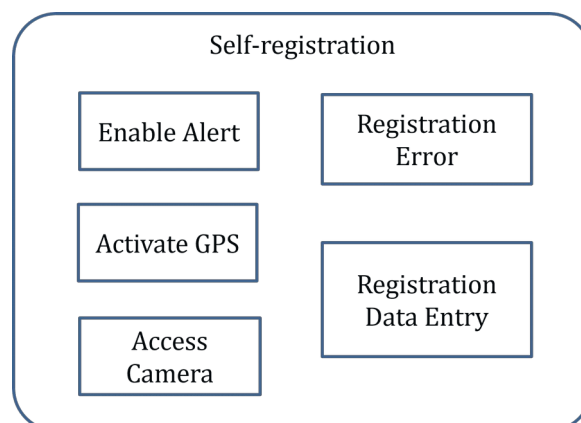 Self-registration
Enable Alert
Registration
Error
Activate GPS
Registration
Data Entry
Access
Camera